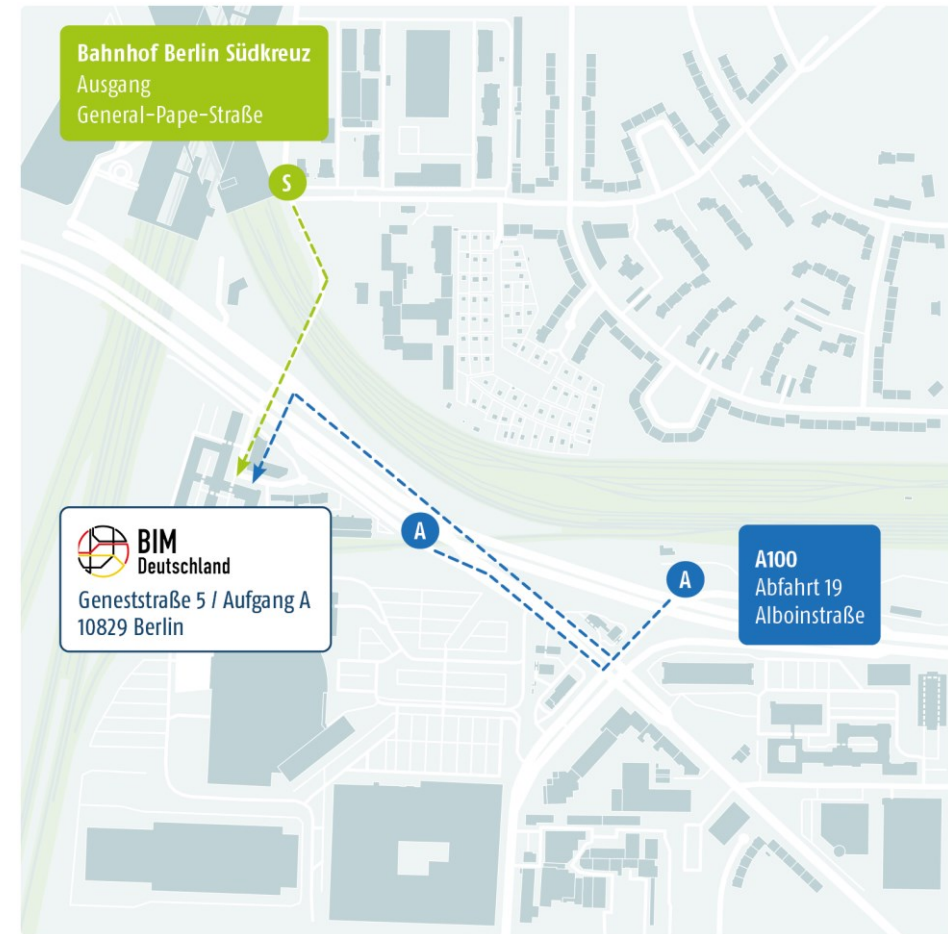 Bahnhof Berlin Südkreuz
Ausgang
General-Pape-Straße
S
BIM
Deutschland
Geneststraße 5 / Aufgang A
10829 Berlin
A
A
A100
Abfahrt 19
Alboinstraße